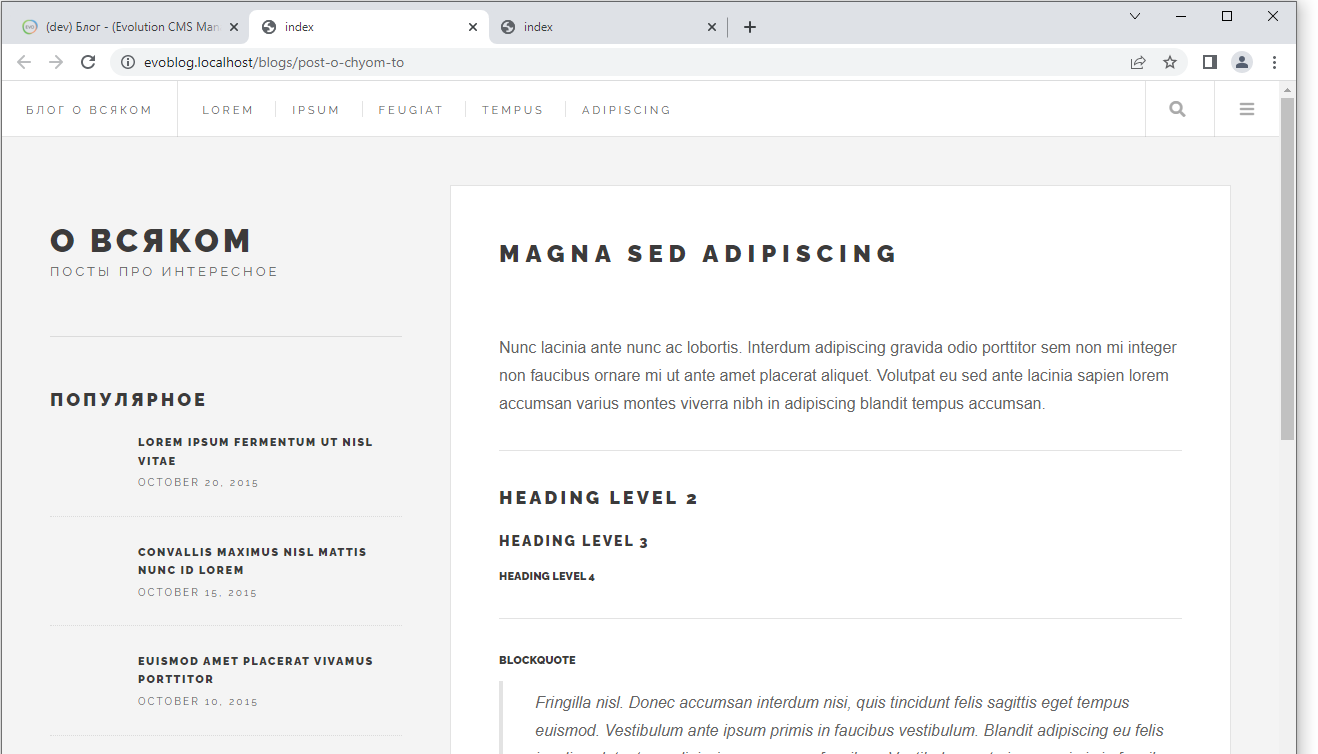 (dev) Блог - (Evolution CMS Man
index
index
evoblog.localhost/blogs/post-o-chyom-to
БЛОГ О ВСЯКОМ
LOREM
IPSUM
FEUGIAT
TEMPUS
ADIPISCING
О ВСЯКОМ
ПОСТЫ ПРО ИНТЕРЕСНОЕ
ПОПУЛЯРНОЕ
LOREM IPSUM FERMENTUM UT NISL
VITAE
OCTOBER 20, 2015
CONVALLIS MAXIMUS NISL MATTIS
NUNC ID LOREM
OCTOBER 15, 2015
EUISMOD AMET PLACERAT VIVAMUS
PORTTITOR
OCTOBER 10, 2015
MAGNA SED ADIPISCING
Nunc lacinia ante nunc ac lobortis. Interdum adipiscing gravida odio porttitor sem non mi integer
non faucibus ornare mi ut ante amet placerat aliquet. Volutpat eu sed ante lacinia sapien lorem
accumsan varius montes viverra nibh in adipiscing blandit tempus accumsan.
HEADING LEVEL 2
HEADING LEVEL 3
HEADING LEVEL 4
BLOCKQUOTE
Fringilla nisl. Donec accumsan interdum nisi, quis tincidunt felis sagittis eget tempus
euismod. Vestibulum ante ipsum primis in faucibus vestibulum. Blandit adipiscing eu felis